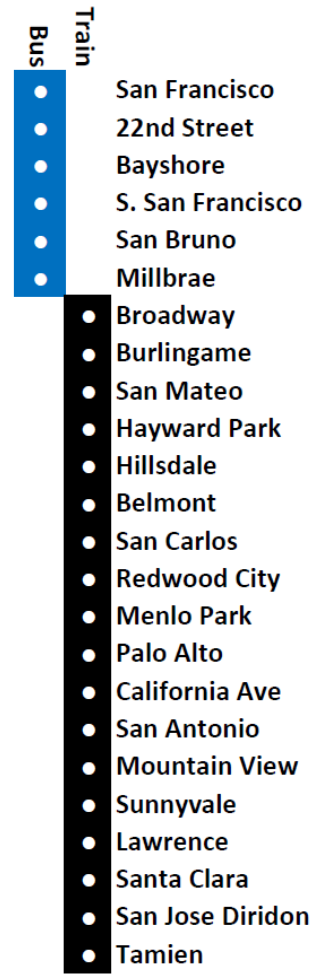 Bus
Train
San Francisco
22nd Street
Bayshore
S. San Francisco
San Bruno
Millbrae
Broadway
Burlingame
San Mateo
Hayward Park
Hillsdale
Belmont
San Carlos
Redwood City
Menlo Park
Palo Alto
California Ave
San Antonio
Mountain View
Sunnyvale
Lawrence
Santa Clara
San Jose Diridon
Tamien